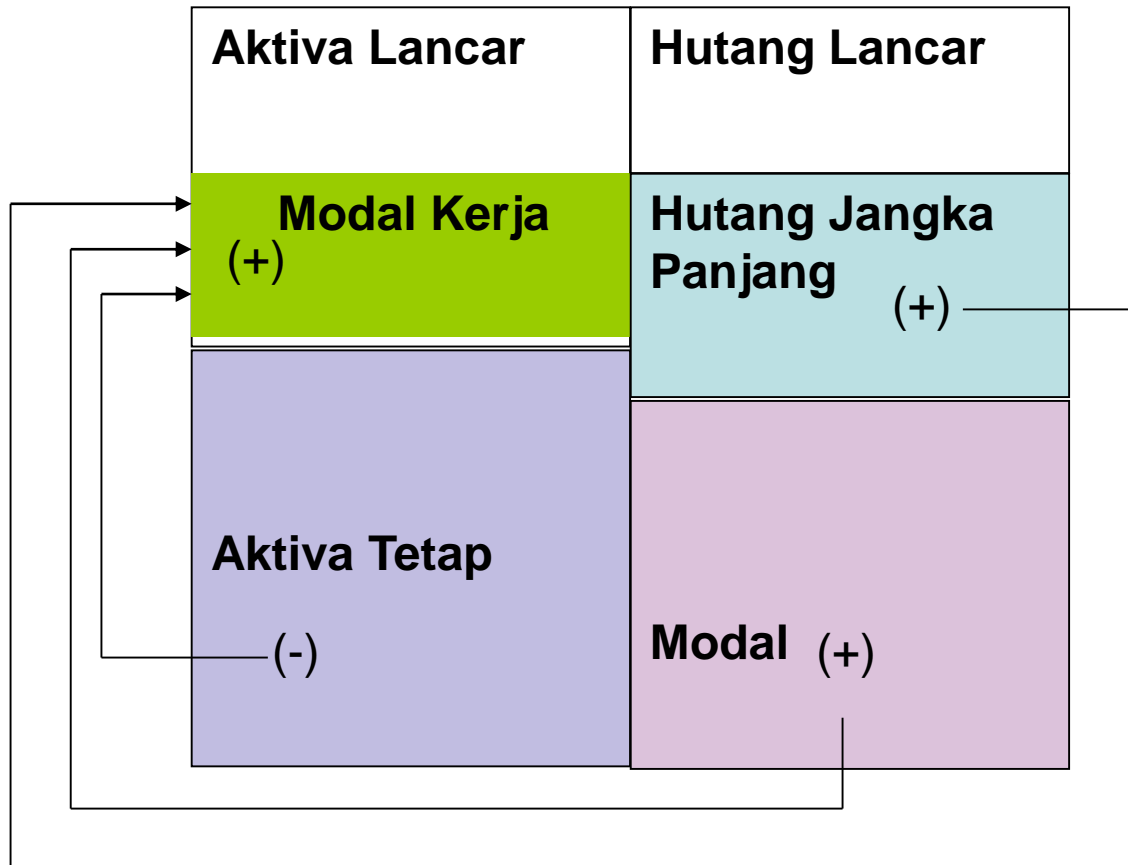 Aktiva Lancar
Hutang Lancar
Modal Kerja
(+)
Hutang Jangka
Panjang
(+)
Aktiva Tetap
(-)
Modal (+)